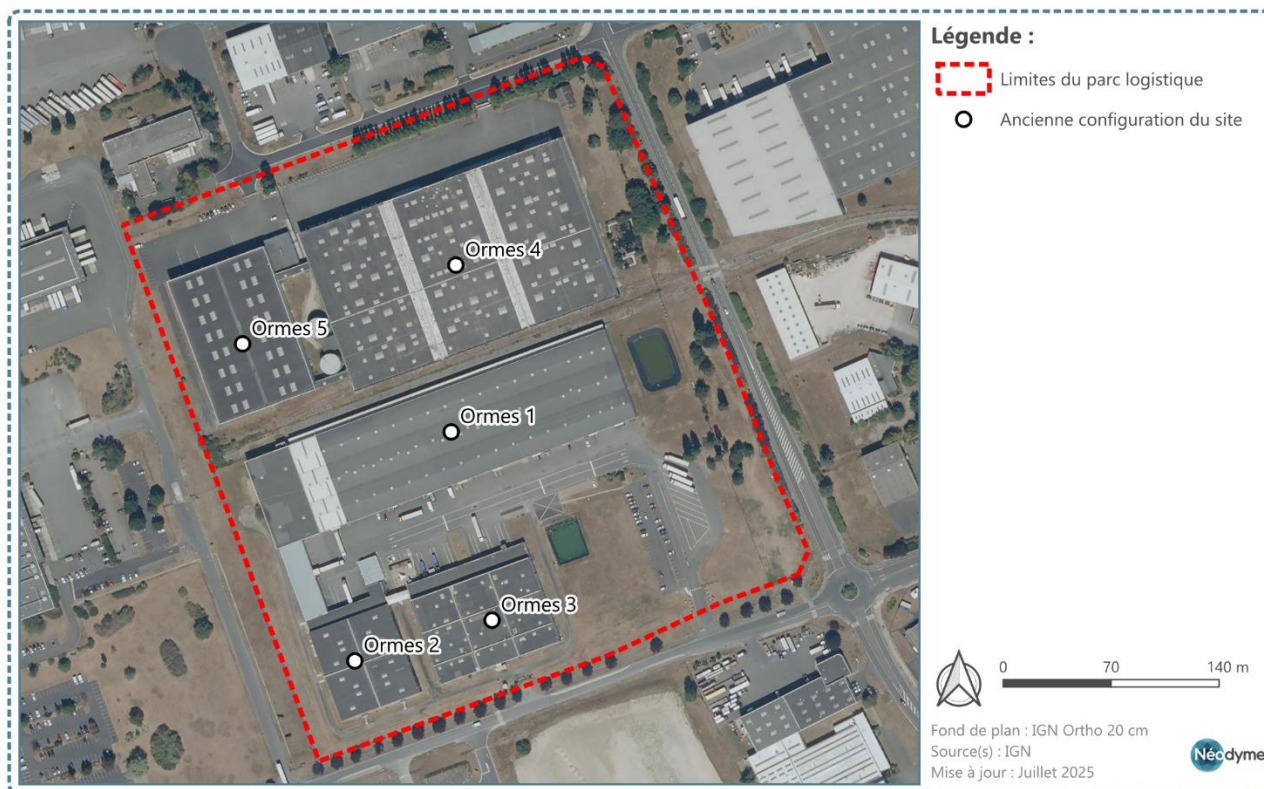 Légende :
Limites du parc logistique
Ancienne configuration du site
Ormes 4
Ormes 5
Ormes 1
Ormes 3
Ormes 2
0 70 140 m
Fond de plan : IGN Ortho 20 cm
Source(s) : IGN
Mise à jour : Juillet 2025
Néodyme